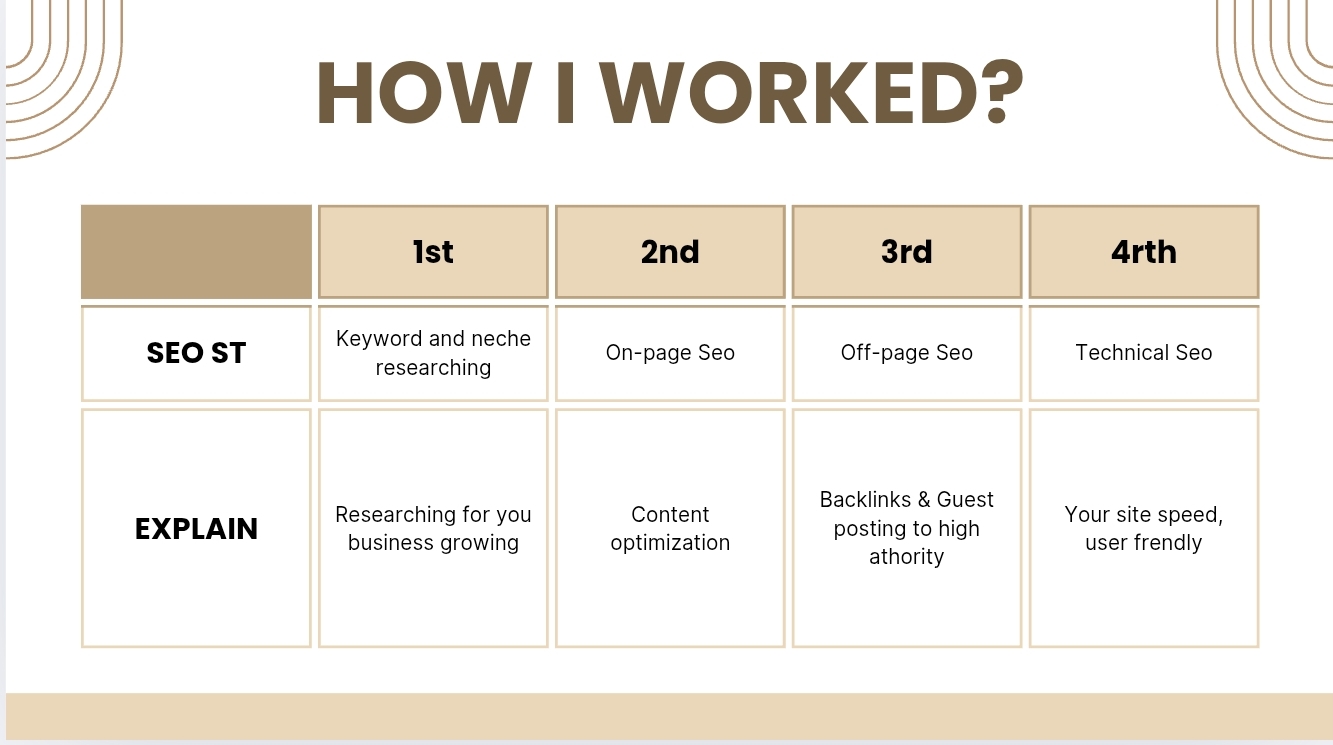 HOW I WORKED?
1st
2nd
3rd
4rth
SEO ST
Keyword and neche
researching
On-page Seo
Off-page Seo
Technical Seo
EXPLAIN
Researching for you
business growing
Content
optimization
Backlinks & Guest
posting to high
athority
Your site speed,
user frendly